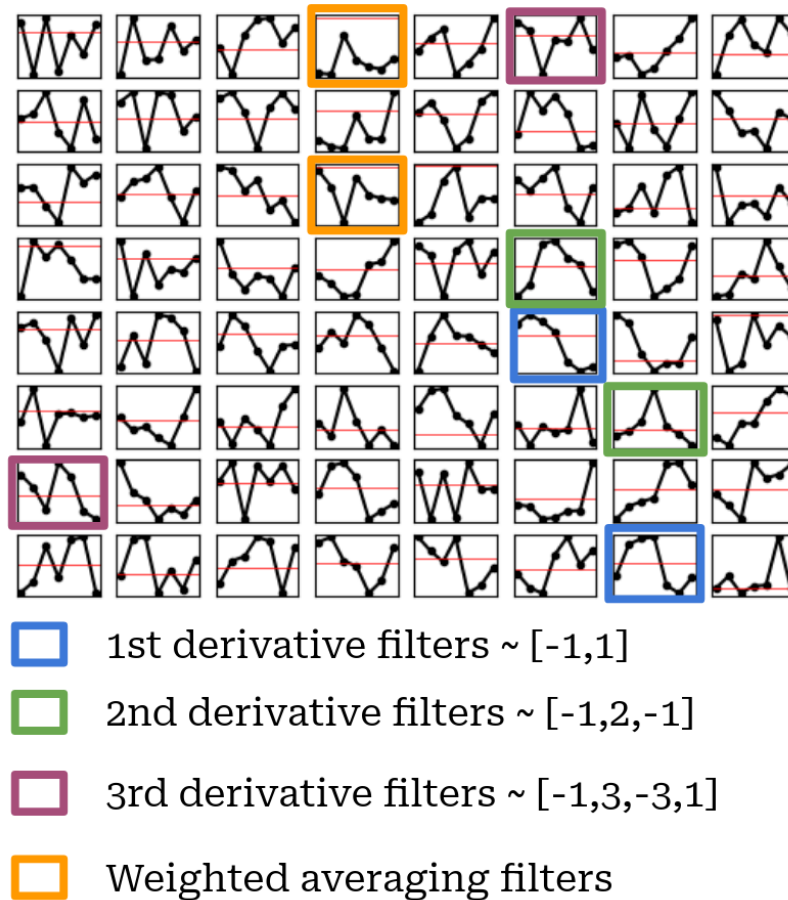 1st derivative filters ~ [-1,1]
2nd derivative filters ~ [-1,2,-1]
3rd derivative filters ~ [-1,3,-3,1]
Weighted averaging filters